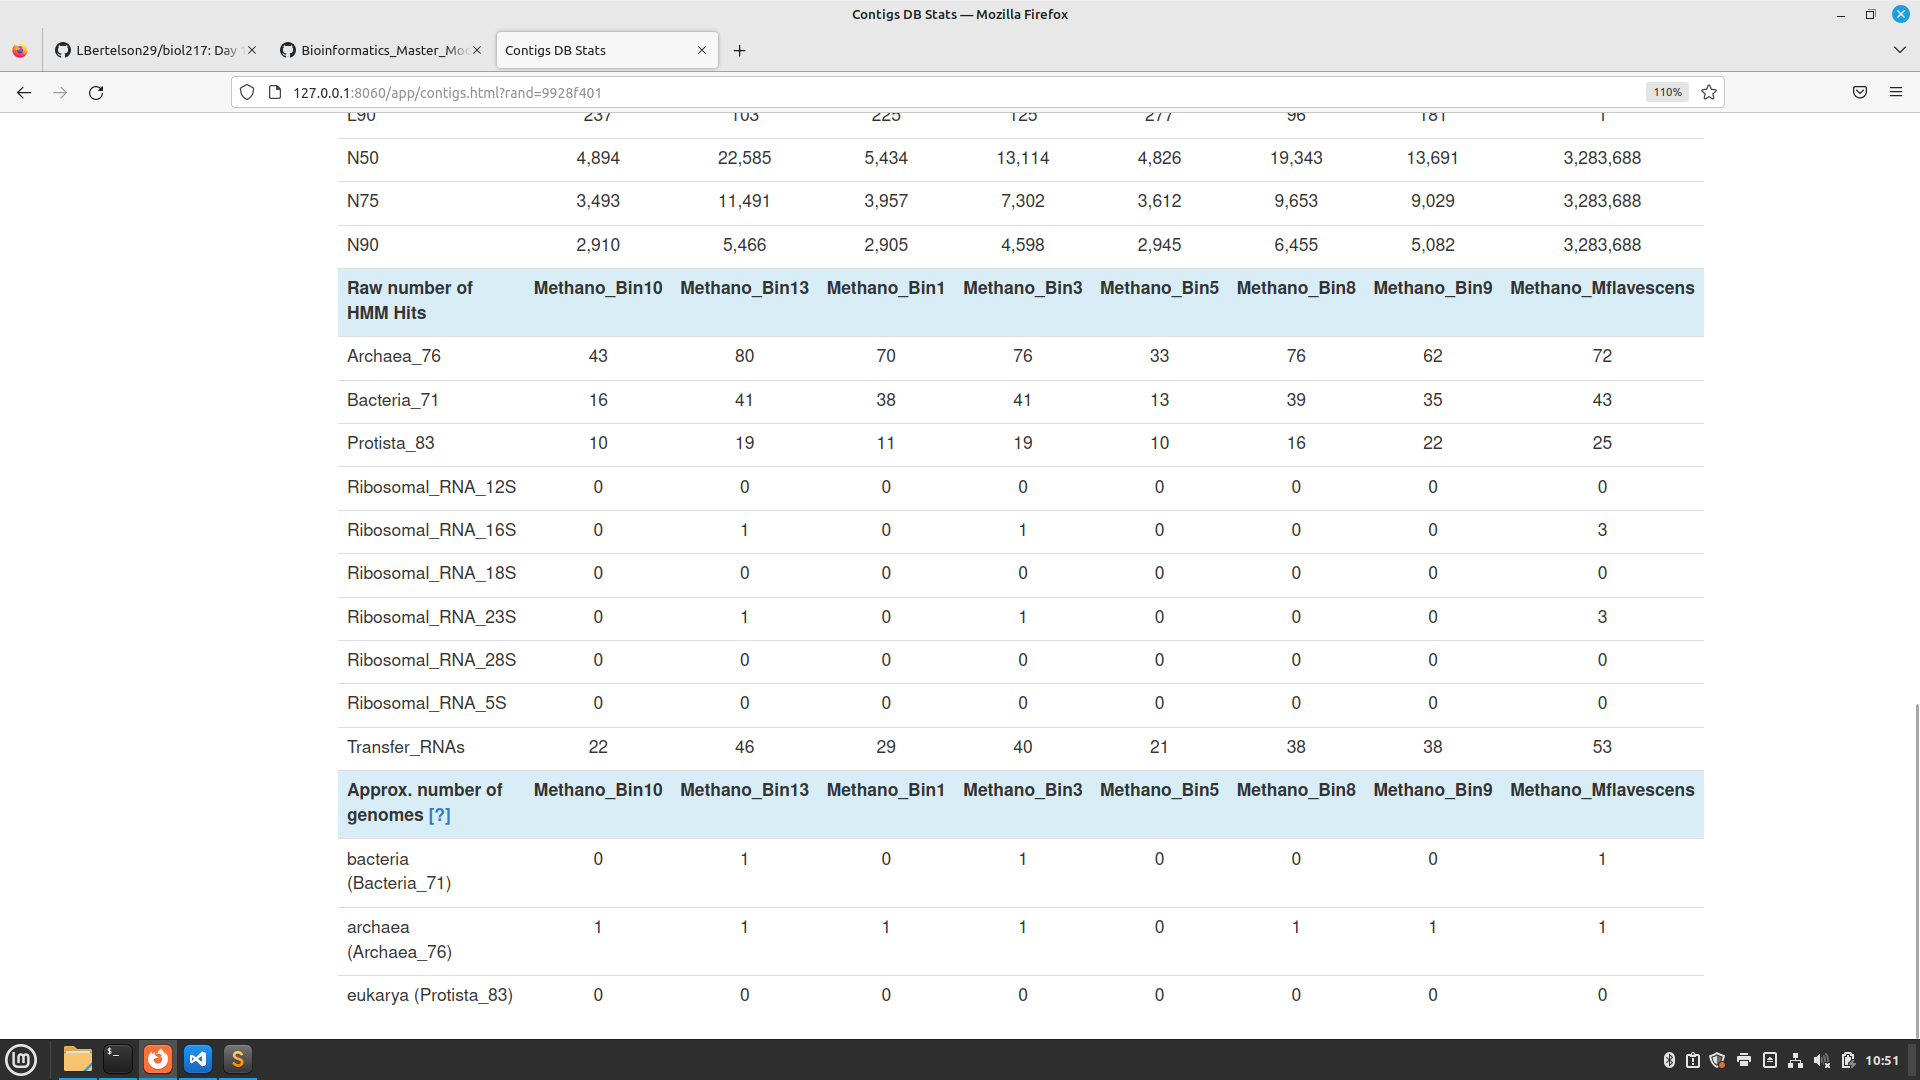 Contigs DB Stats — Mozilla Firefox
LBertelson29/biol217: Day
Bioinformatics_Master_Mo
Contigs DB Stats
127.0.0.1:8060/app/contigs.html?rand=9928f401
110%
L90 237 103 225 125 277 96 181 1
N50 4,894 22,585 5,434 13,114 4,826 19,343 13,691 3,283,688
N75 3,493 11,491 3,957 7,302 3,612 9,653 9,029 3,283,688
N90 2,910 5,466 2,905 4,598 2,945 6,455 5,082 3,283,688
Raw number of HMM Hits Methano_Bin10 Methano_Bin13 Methano_Bin1 Methano_Bin3 Methano_Bin5 Methano_Bin8 Methano_Bin9 Methano_Mflavescens
Archaea_76 43 80 70 76 33 76 62 72
Bacteria_71 16 41 38 41 13 39 35 43
Protista_83 10 19 11 19 10 16 22 25
Ribosomal_RNA_12S 0 0 0 0 0 0 0 0
Ribosomal_RNA_16S 0 1 0 1 0 0 0 3
Ribosomal_RNA_18S 0 0 0 0 0 0 0 0
Ribosomal_RNA_23S 0 1 0 1 0 0 0 3
Ribosomal_RNA_28S 0 0 0 0 0 0 0 0
Ribosomal_RNA_5S 0 0 0 0 0 0 0 0
Transfer_RNAs 22 46 29 40 21 38 38 53
Approx. number of genomes [?] Methano_Bin10 Methano_Bin13 Methano_Bin1 Methano_Bin3 Methano_Bin5 Methano_Bin8 Methano_Bin9 Methano_Mflavescens
bacteria (Bacteria_71) 0 1 0 1 0 0 0 1
archaea (Archaea_76) 1 1 1 1 0 1 1 1
eukarya (Protista_83) 0 0 0 0 0 0 0 0
10:51